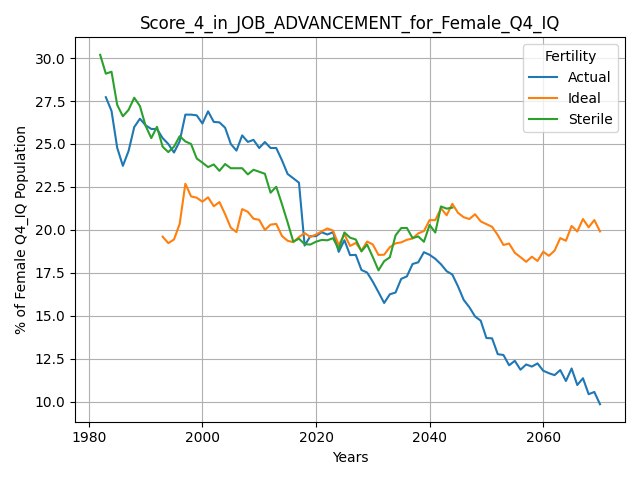 Score_4_in_JOB_ADVANCEMENT_for_Female_Q4_IQ
% of Female Q4_IQ Population
30.0
27.5
25.0
22.5
20.0
17.5
15.0
12.5
10.0
Fertility
Actual
Ideal
Sterile
1980
2000
2020
2040
2060
Years